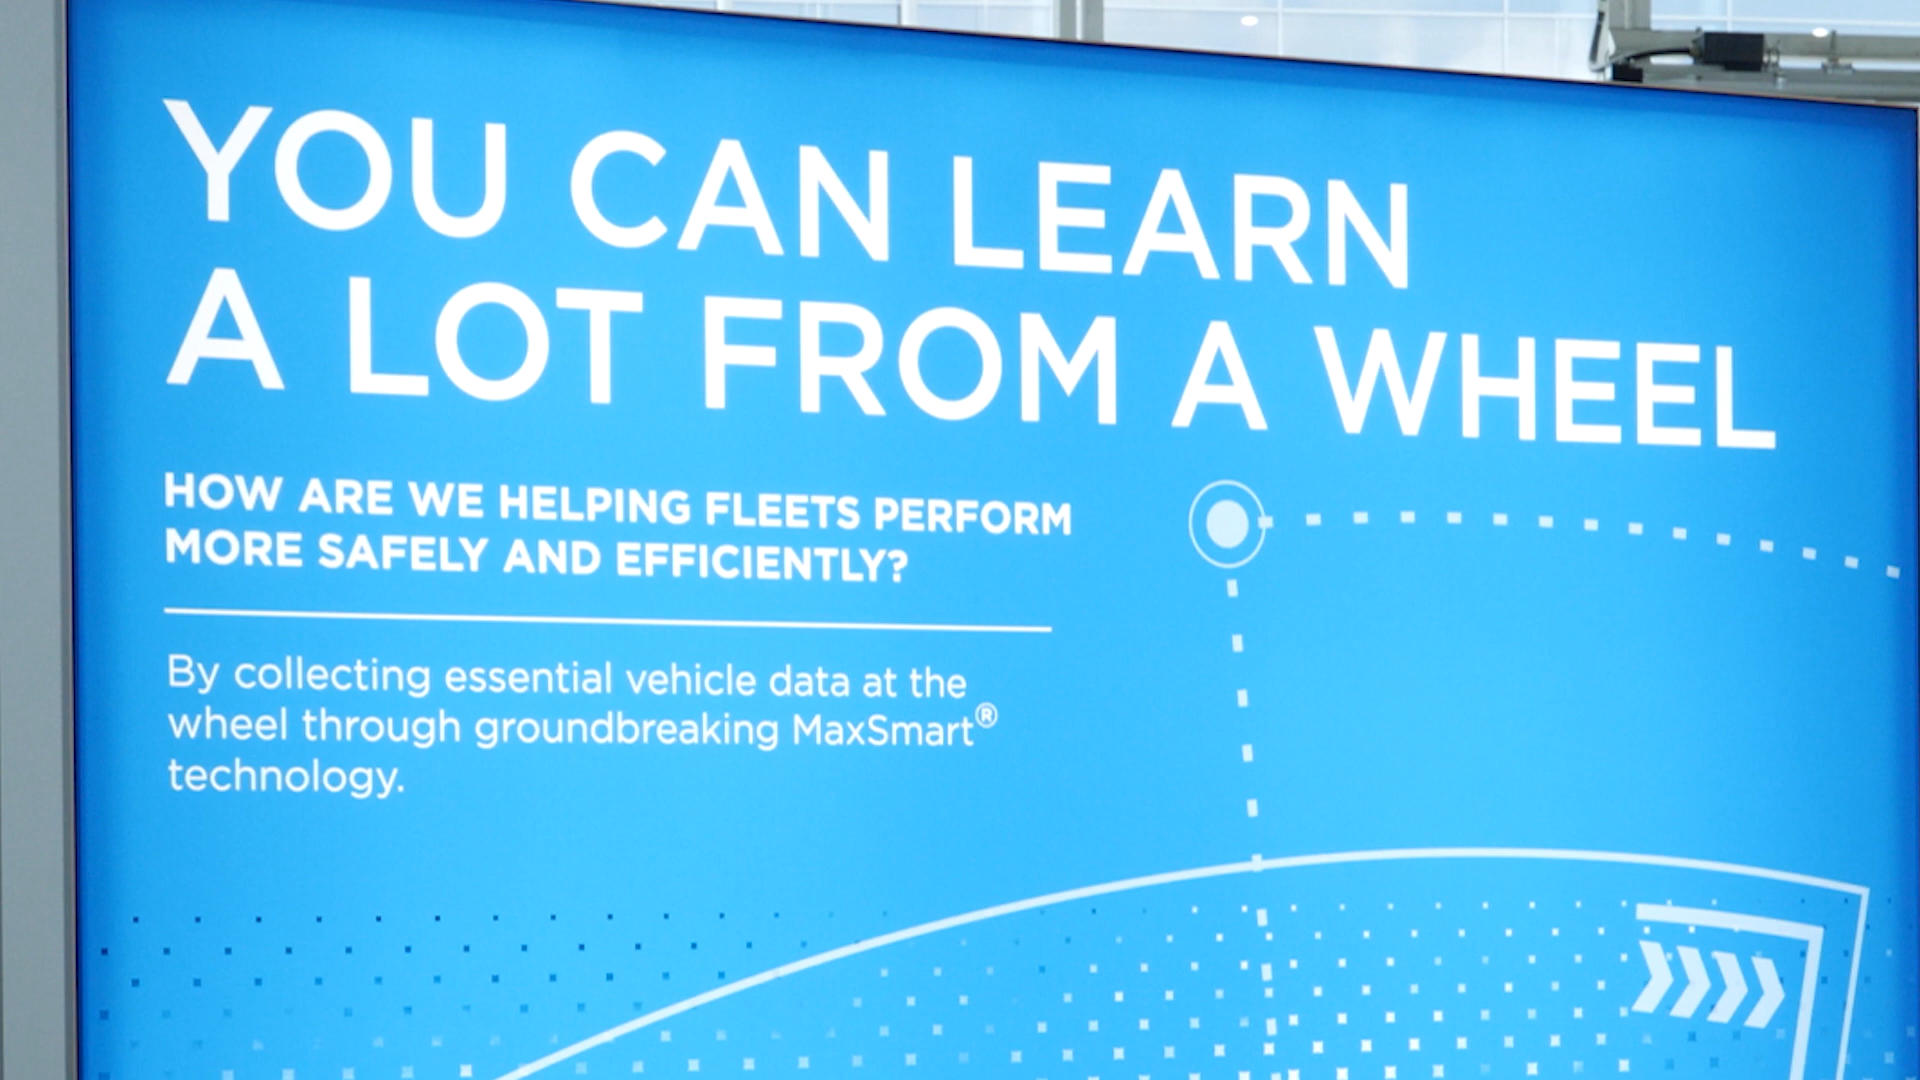 YOU CAN LEARN
A LOT FROM A WHEEL
HOW ARE WE HELPING FLEETS PERFORM
MORE SAFELY AND EFFICIENTLY?
By collecting essential vehicle data at the
wheel through groundbreaking MaxSmart®
technology.